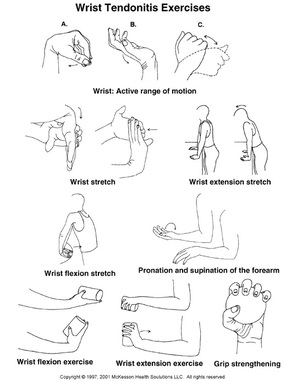 Wrist Tendonitis Exercises
A.
B.
C.
Wrist: Active range of motion
Wrist stretch
Wrist extension stretch
Wrist flexion stretch
Pronation and supination of the forearm
Wrist flexion exercise
Wrist extension exercise
Grip strengthening
Copyright © 1997, 2001 McKesson Health Soulutions LLC. All rights reserved